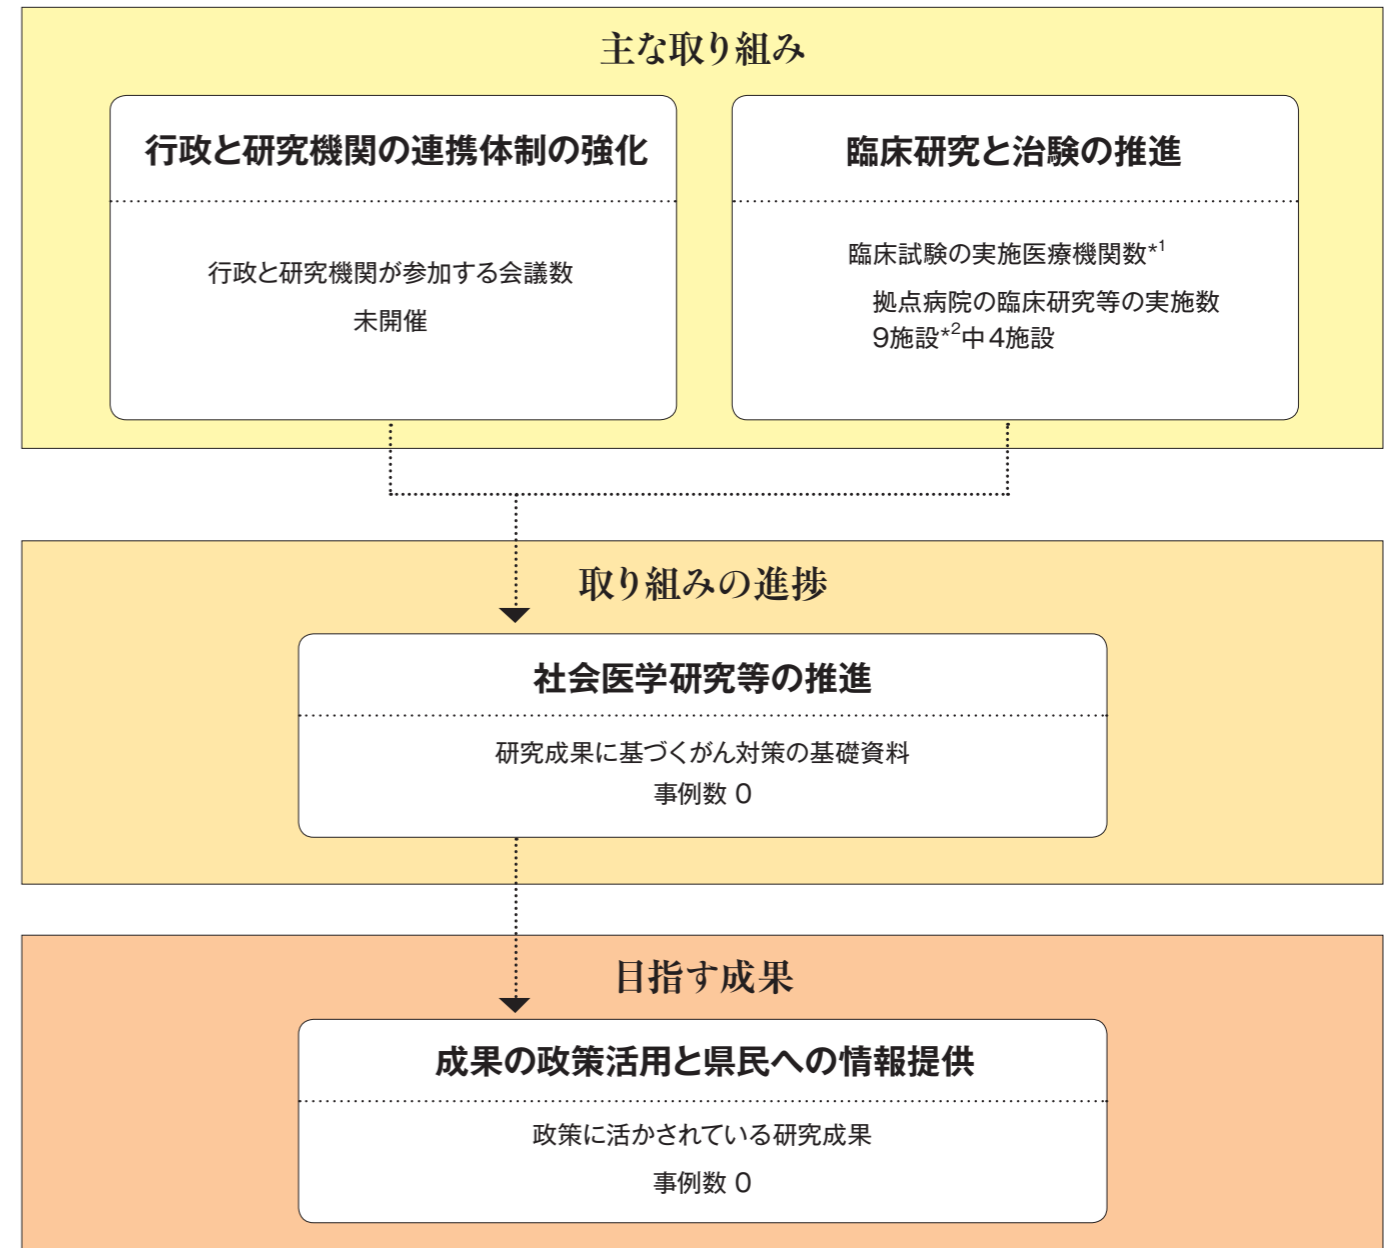 主な取り組み
行政と研究機関の連携体制の強化
行政と研究機関が参加する会議数
未開催
臨床研究と治験の推進
臨床試験の実施医療機関数*1
拠点病院の臨床研究等の実施数
9施設*2中4施設
取り組みの進捗
社会医学研究等の推進
研究成果に基づくがん対策の基礎資料
事例数 0
目指す成果
成果の政策活用と県民への情報提供
政策に活かされている研究成果
事例数 0